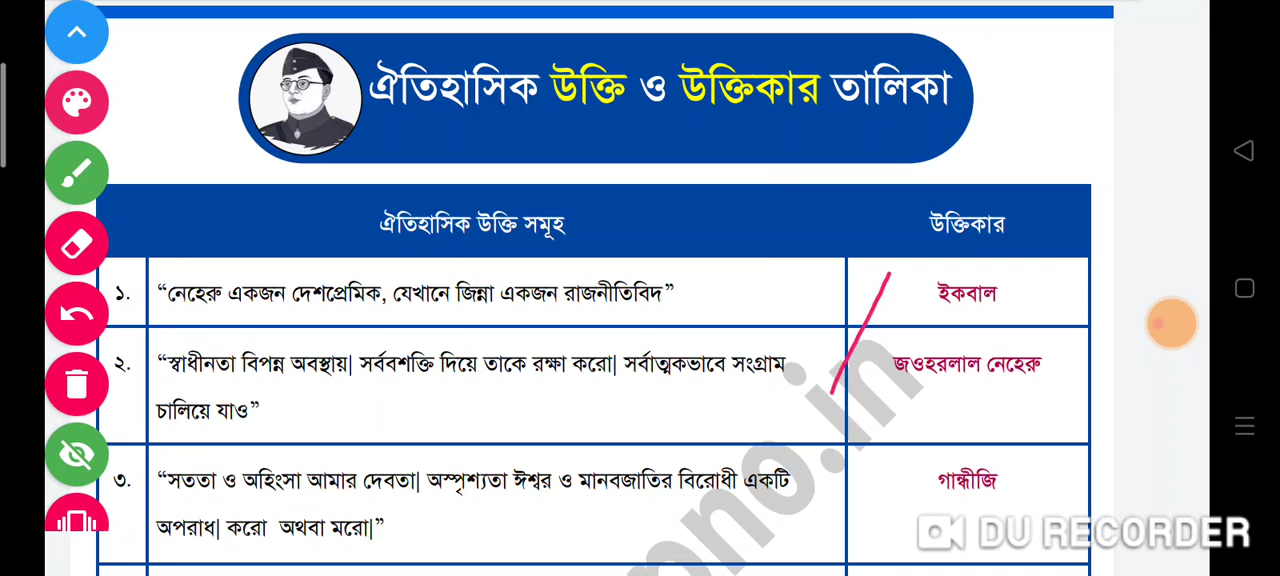 ঐতিহাসিক উক্তি ও উক্তিকার তালিকা
ঐতিহাসিক উক্তি সমূহ উক্তিকার
১. “নেহেরু একজন দেশপ্রেমিক, যেখানে জিন্না একজন রাজনীতিবিদ” ইকবাল
২. “স্বাধীনতা বিপন্ন অবস্থায়| সর্ববশক্তি দিয়ে তাকে রক্ষা করো| সর্বাত্মকভাবে সংগ্রাম জওহরলাল নেহেরু
চালিয়ে যাও”
৩. “সততা ও অহিংসা আমার দেবতা| অস্পৃশ্যতা ঈশ্বর ও মানবজাতির বিরোধী একটি গান্ধীজি
অপরাধ| করো অথবা মরো|”
DU RECORDER